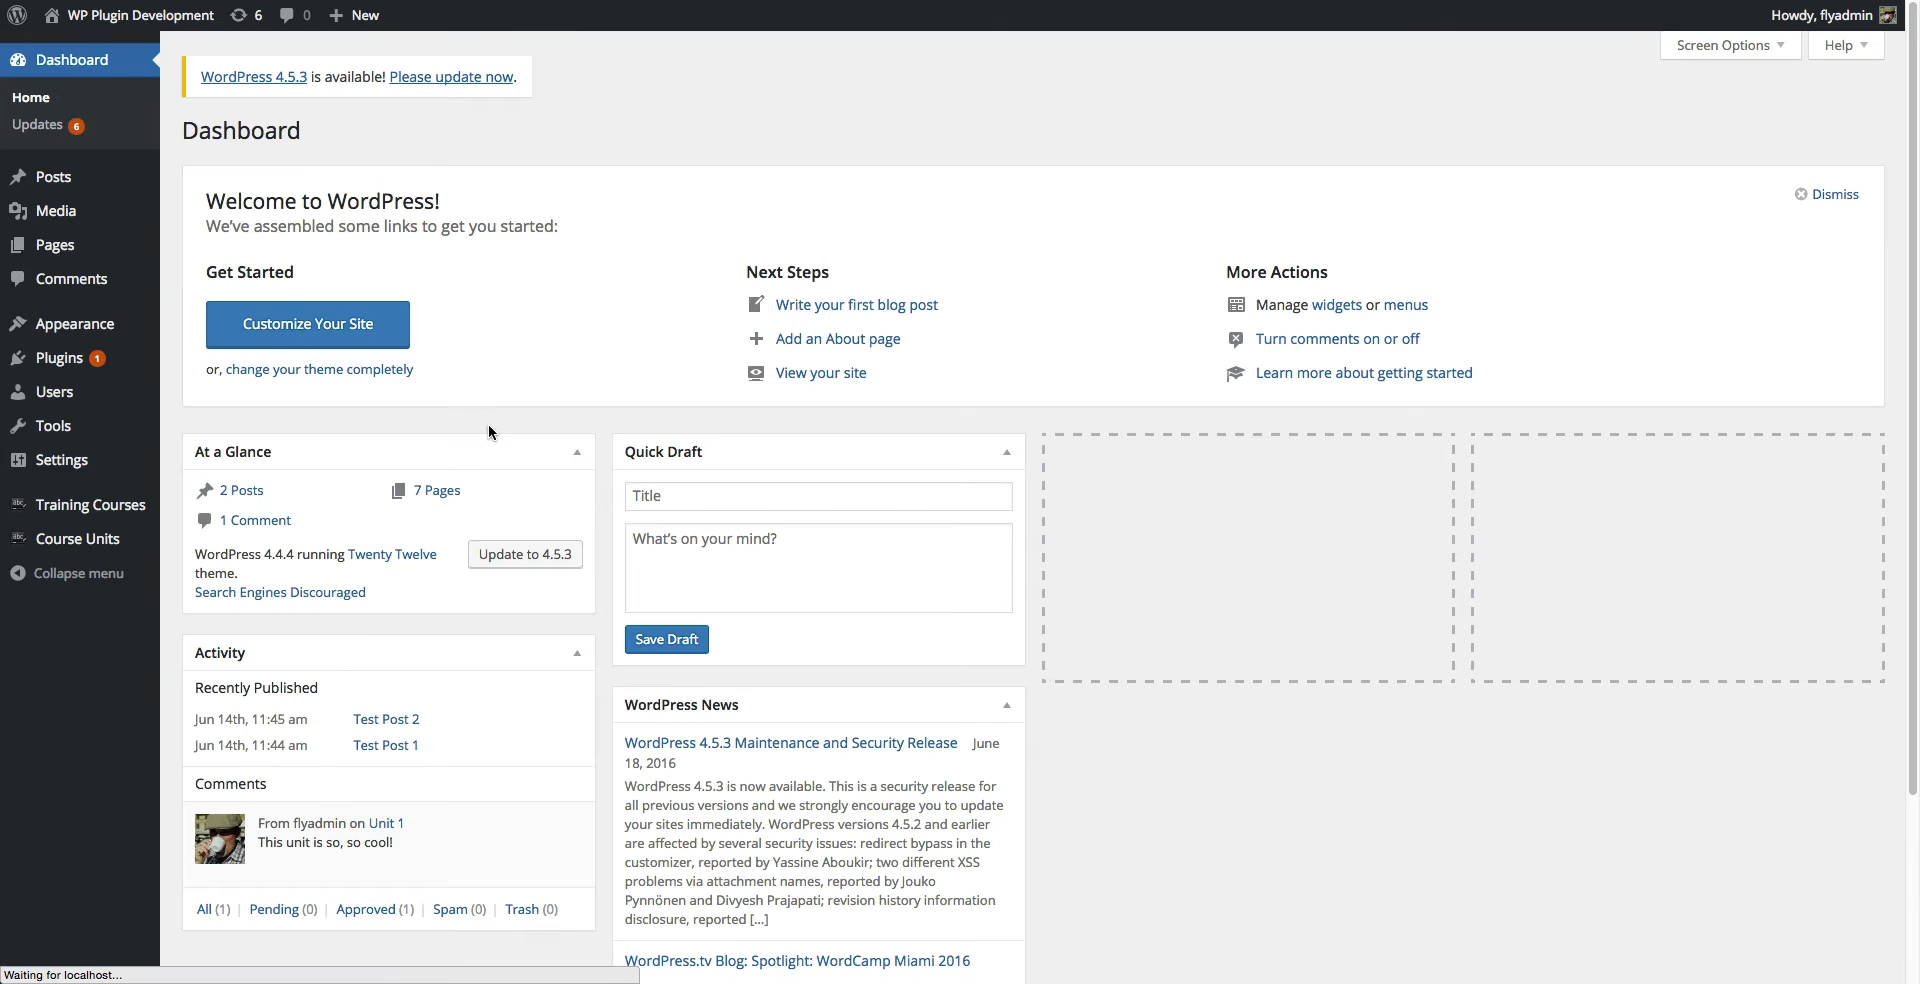 WP Plugin Development 6 0 New Howdy, flyadmin
Dashboard
Home
Updates 6
Posts
Media
Pages
Comments
Appearance
Plugins 1
Users
Tools
Settings
Training Courses
Course Units
Collapse menu
Screen Options Help
WordPress 4.5.3 is available! Please update now.
Dashboard
Welcome to WordPress!
Dismiss
We've assembled some links to get you started:
Get Started
Customize Your Site
or, change your theme completely
Next Steps
Write your first blog post
Add an About page
View your site
More Actions
Manage widgets or menus
Turn comments on or off
Learn more about getting started
At a Glance
2 Posts 7 Pages
1 Comment
WordPress 4.4.4 running Twenty Twelve
theme.
Update to 4.5.3
Search Engines Discouraged
Activity
Recently Published
Jun 14th, 11:45 am Test Post 2
Jun 14th, 11:44 am Test Post 1
Comments
From flyadmin on Unit 1
This unit is so, so cool!
All (1) | Pending (0) | Approved (1) | Spam (0) | Trash (0)
Quick Draft
Title
What's on your mind?
Save Draft
WordPress News
WordPress 4.5.3 Maintenance and Security Release June
18, 2016
WordPress 4.5.3 is now available. This is a security release for
all previous versions and we strongly encourage you to update
your sites immediately. WordPress versions 4.5.2 and earlier
are affected by several security issues: redirect bypass in the
customizer, reported by Yassine Aboukir; two different XSS
problems via attachment names, reported by Jouko
Pynnönen and Divyesh Prajapati; revision history information
disclosure, reported [...]
WordPress.tv Blog: Spotlight: WordCamp Miami 2016
Waiting for localhost...